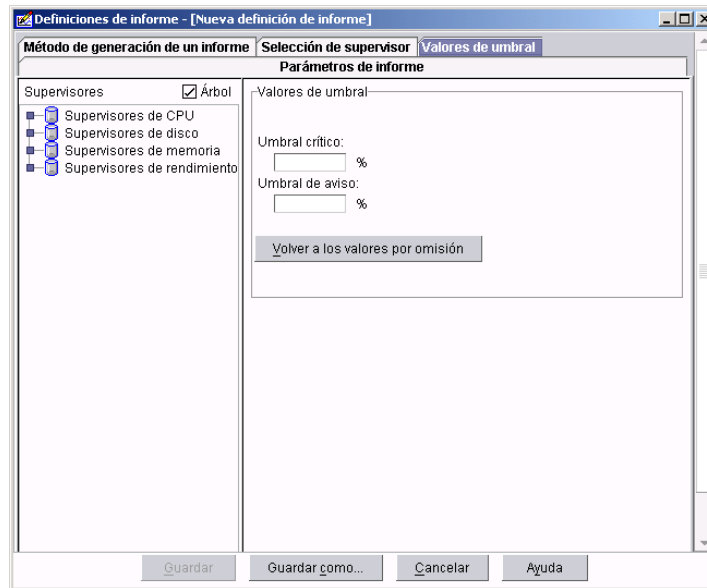 Definiciones de informe - [Nueva definición de informe]
Método de generación de un informe Selección de supervisor Valores de umbral
Parámetros de informe
Supervisores Árbol
Supervisores de CPU
Supervisores de disco
Supervisores de memoria
Supervisores de rendimiento
Valores de umbral
Umbral crítico:
%
Umbral de aviso:
%
Volver a los valores por omisión
Guardar Guardar como... Cancelar Ayuda